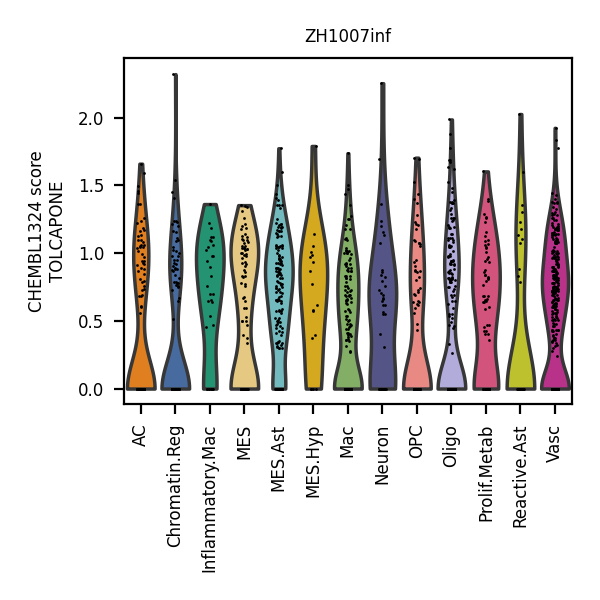 ZH1007inf
CHEMBL1324 score
TOLCAPONE
2.0
1.5
1.0
0.5
0.0
AC
Chromatin.Reg
Inflammatory.Mac
MES
MES.Ast
MES.Hyp
Mac
Neuron
OPC
Oligo
Prolif.Metab
Reactive.Ast
Vasc